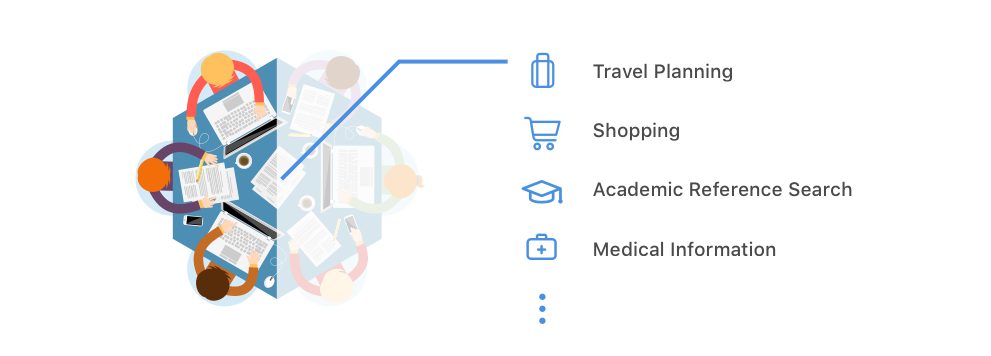 Travel Planning
Shopping
Academic Reference Search
Medical Information